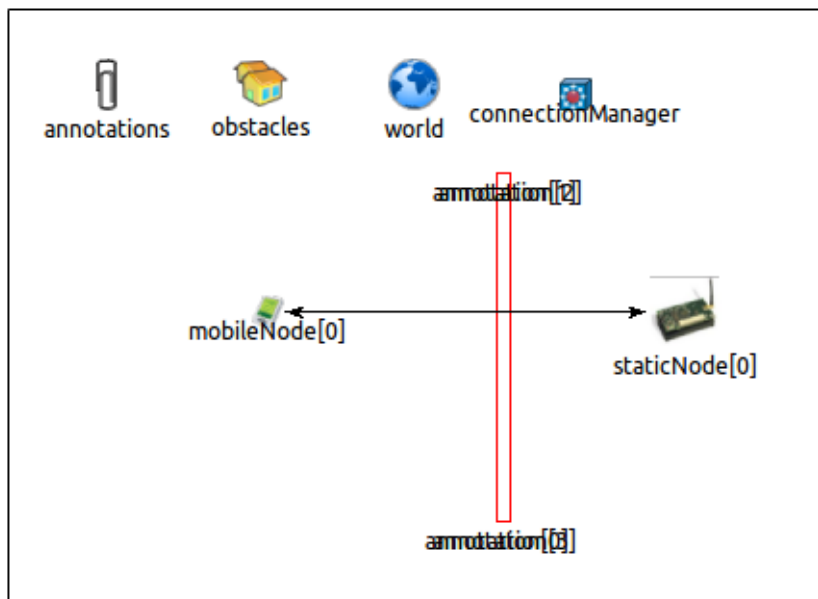 annotations
obstacles
world
connectionManager
mobileNode[0]
staticNode[0]